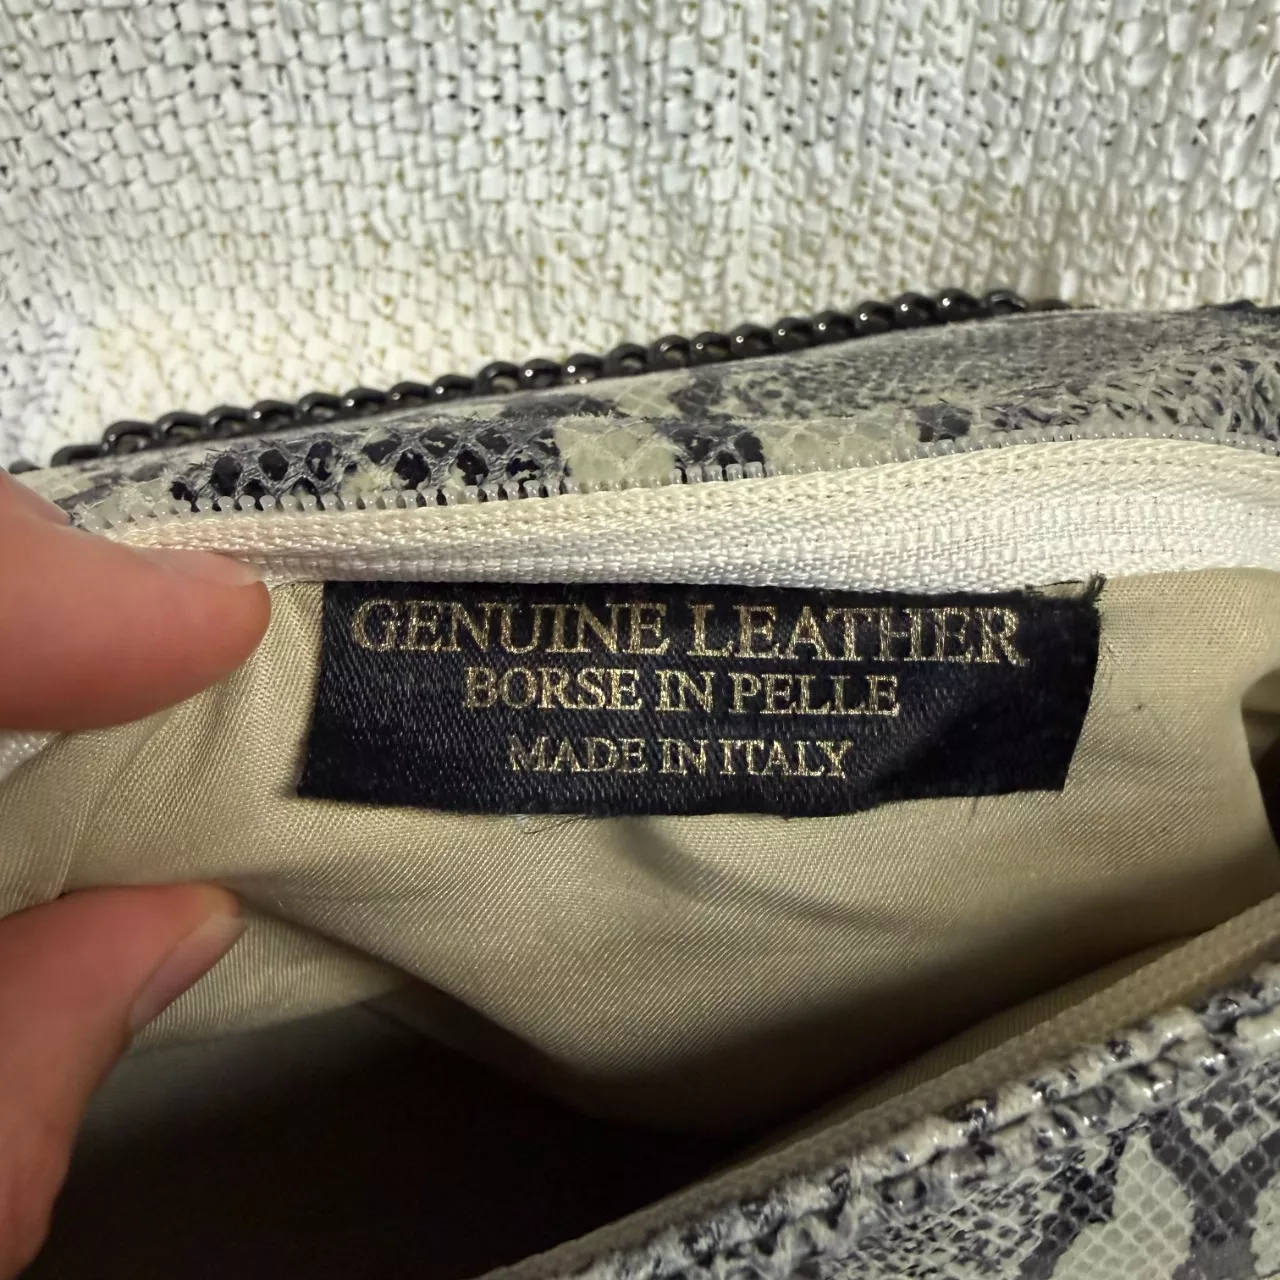 GENUINE LEATHER
BORSE IN PELLE
MADE IN ITALY